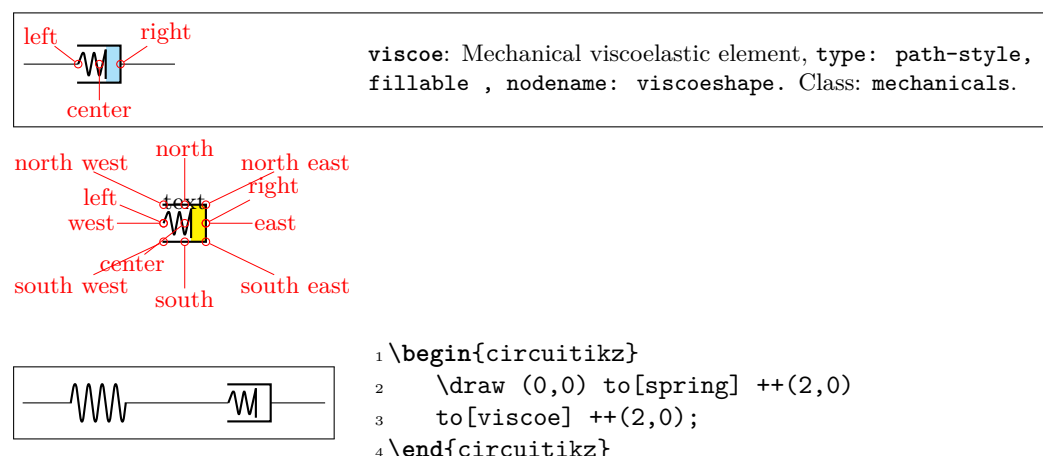 left
right
center
viscoe: Mechanical viscoelastic element, type: path-style,
fillable , nodename: viscoeshape. Class: mechanicals.
north west
north
north east
left
text
right
west
east
center
south west
south
south east
1 \begin{circuitikz}
2 \draw (0,0) to[spring] ++(2,0)
3 to[viscoe] ++(2,0);
4 \end{circuitikz}